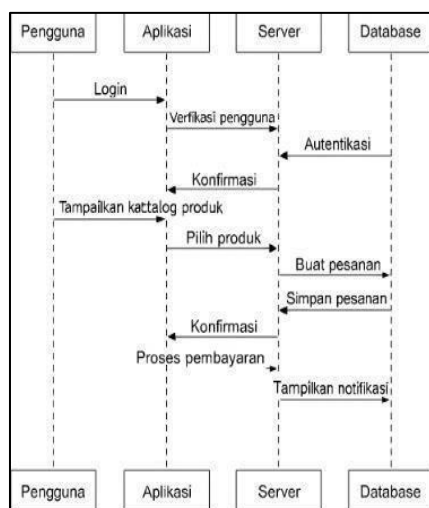 Pengguna Aplikasi Server Database
Login
Verfikasi pengguna
Autentikasi
Konfirmasi
Tampailkan kattalog produk
Pilih produk
Buat pesanan
Simpan pesanan
Konfirmasi
Proses pembayaran
Tampilkan notifikasi
Pengguna Aplikasi Server Database